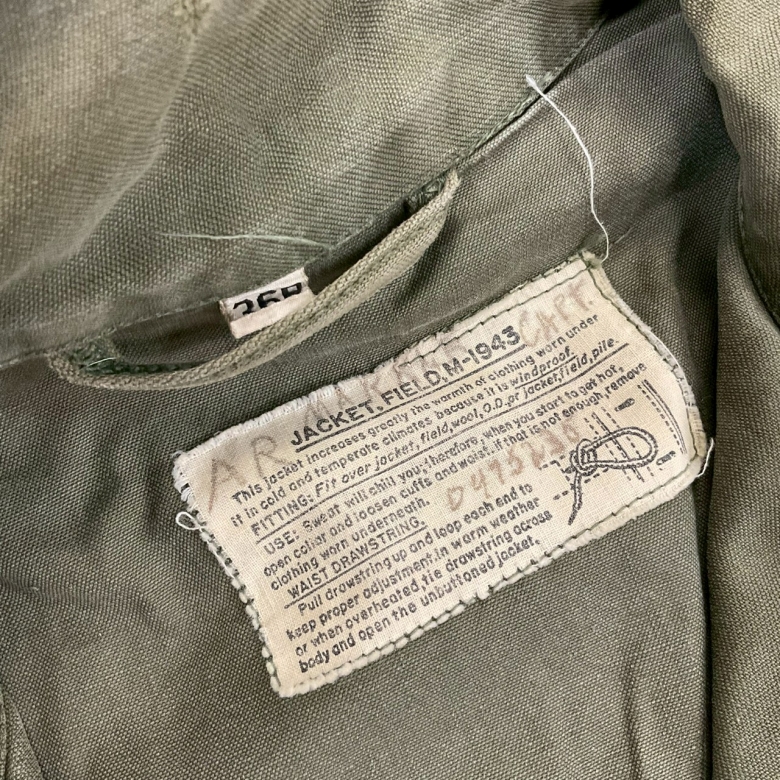 36R
CAPT.
A R
JACKET, FIELD, M-1943
This jacket increases greatly the warmth of clothing worn under
it in cold and temperate climates because it is windproof.
FITTING: Fit over jacket, field, wool, O.D. or jacket, field, pile.
USE: Sweat will chill you; therefore, when you start to get hot,
open collar and loosen cuffs and waist. If that is not enough, remove
clothing worn underneath.
WAIST DRAWSTRING.
Pull drawstring up and loop each end to
keep proper adjustment in warm weather
or when overheated, tie drawstring across
body and open the unbuttoned jacket.